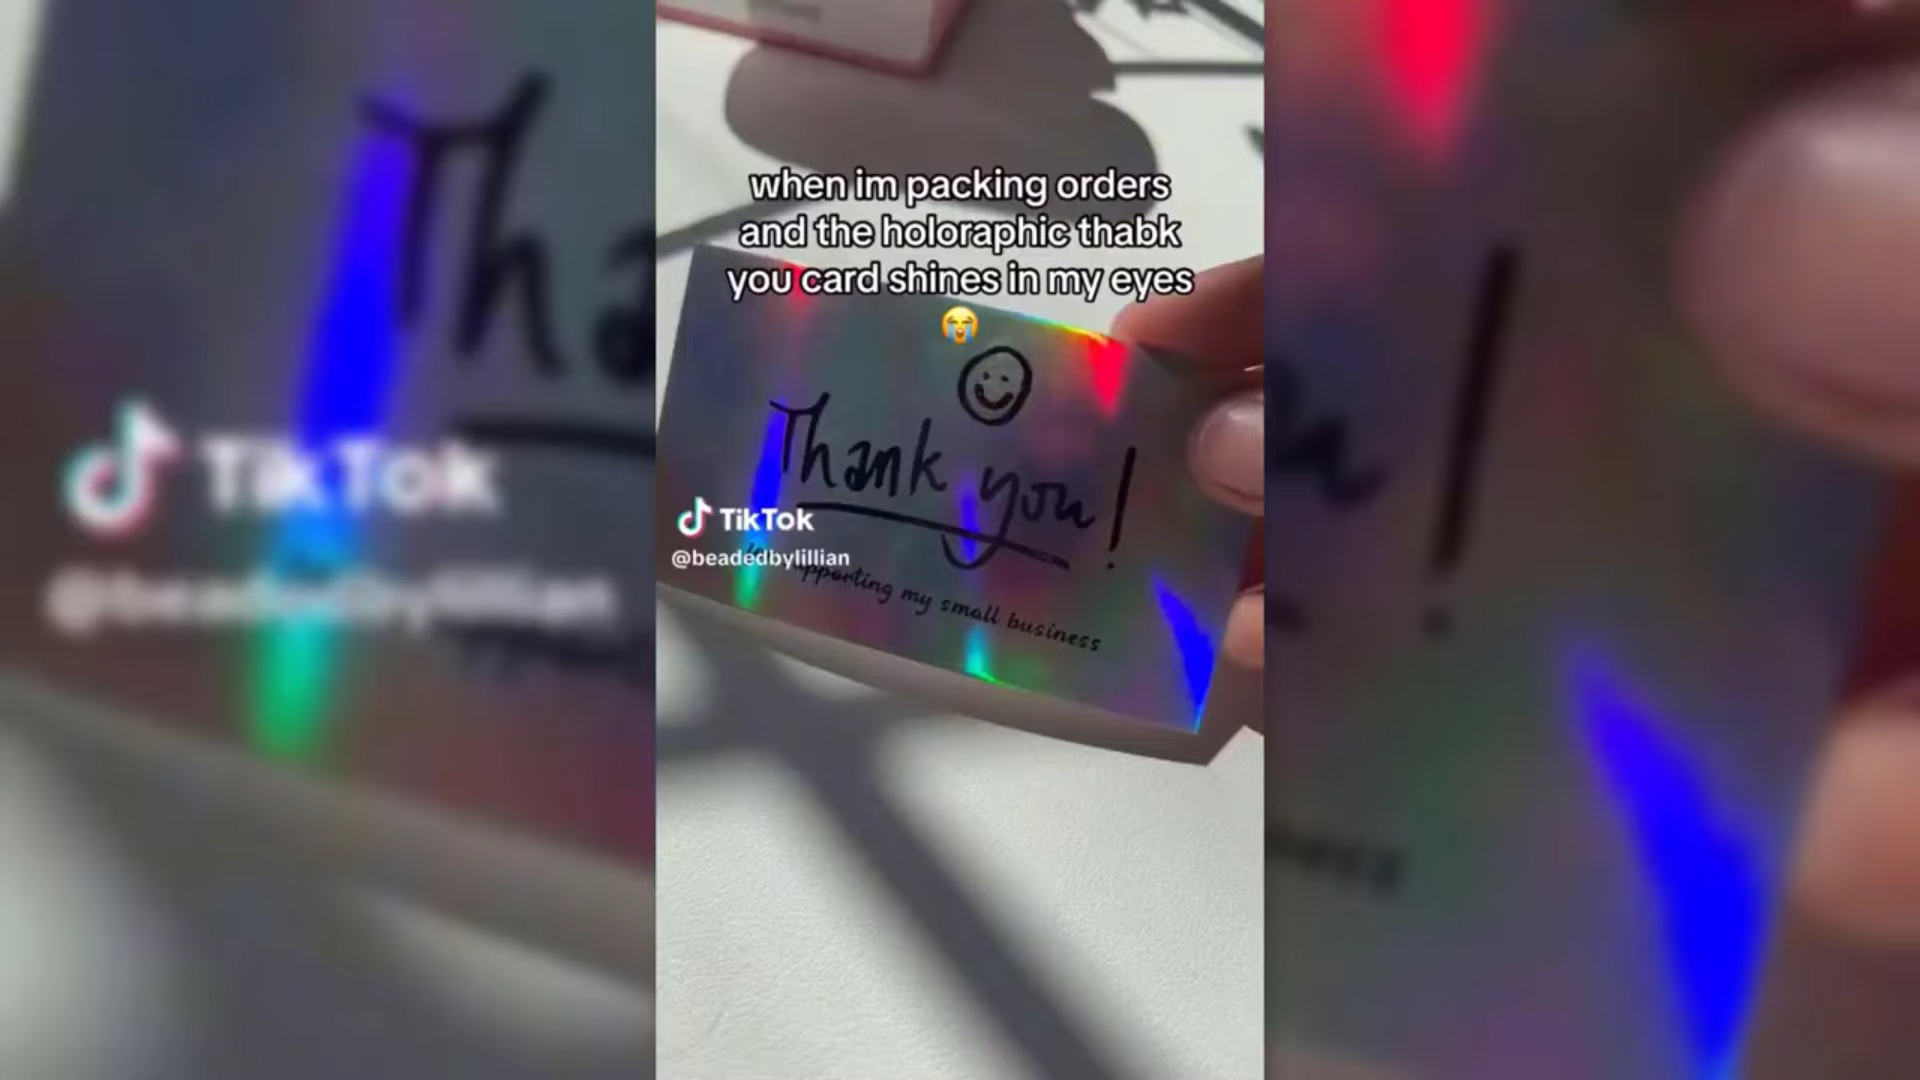 when im packing orders
and the holoraphic thabk
you card shines in my eyes
😭
Thank you!
TikTok
@beadedbylillian
supporting my small business